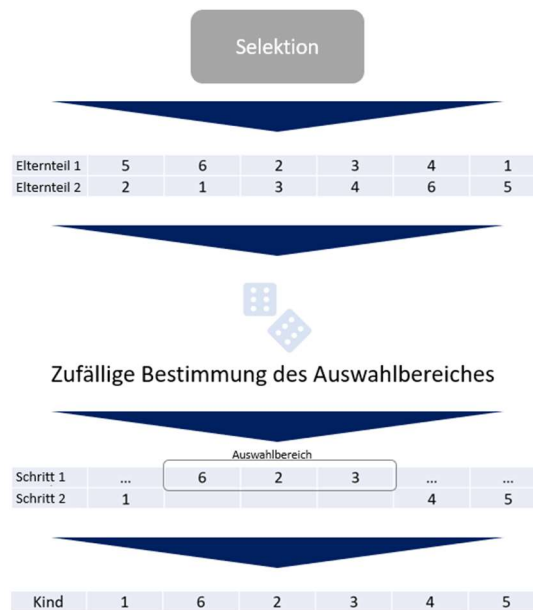 Selektion
Elternteil 1 5 6 2 3 4 1
Elternteil 2 2 1 3 4 6 5
Zufällige Bestimmung des Auswahlbereiches
Auswahlbereich
Schritt 1 ... 6 2 3 ... ...
Schritt 2 1 4 5
Kind 1 6 2 3 4 5